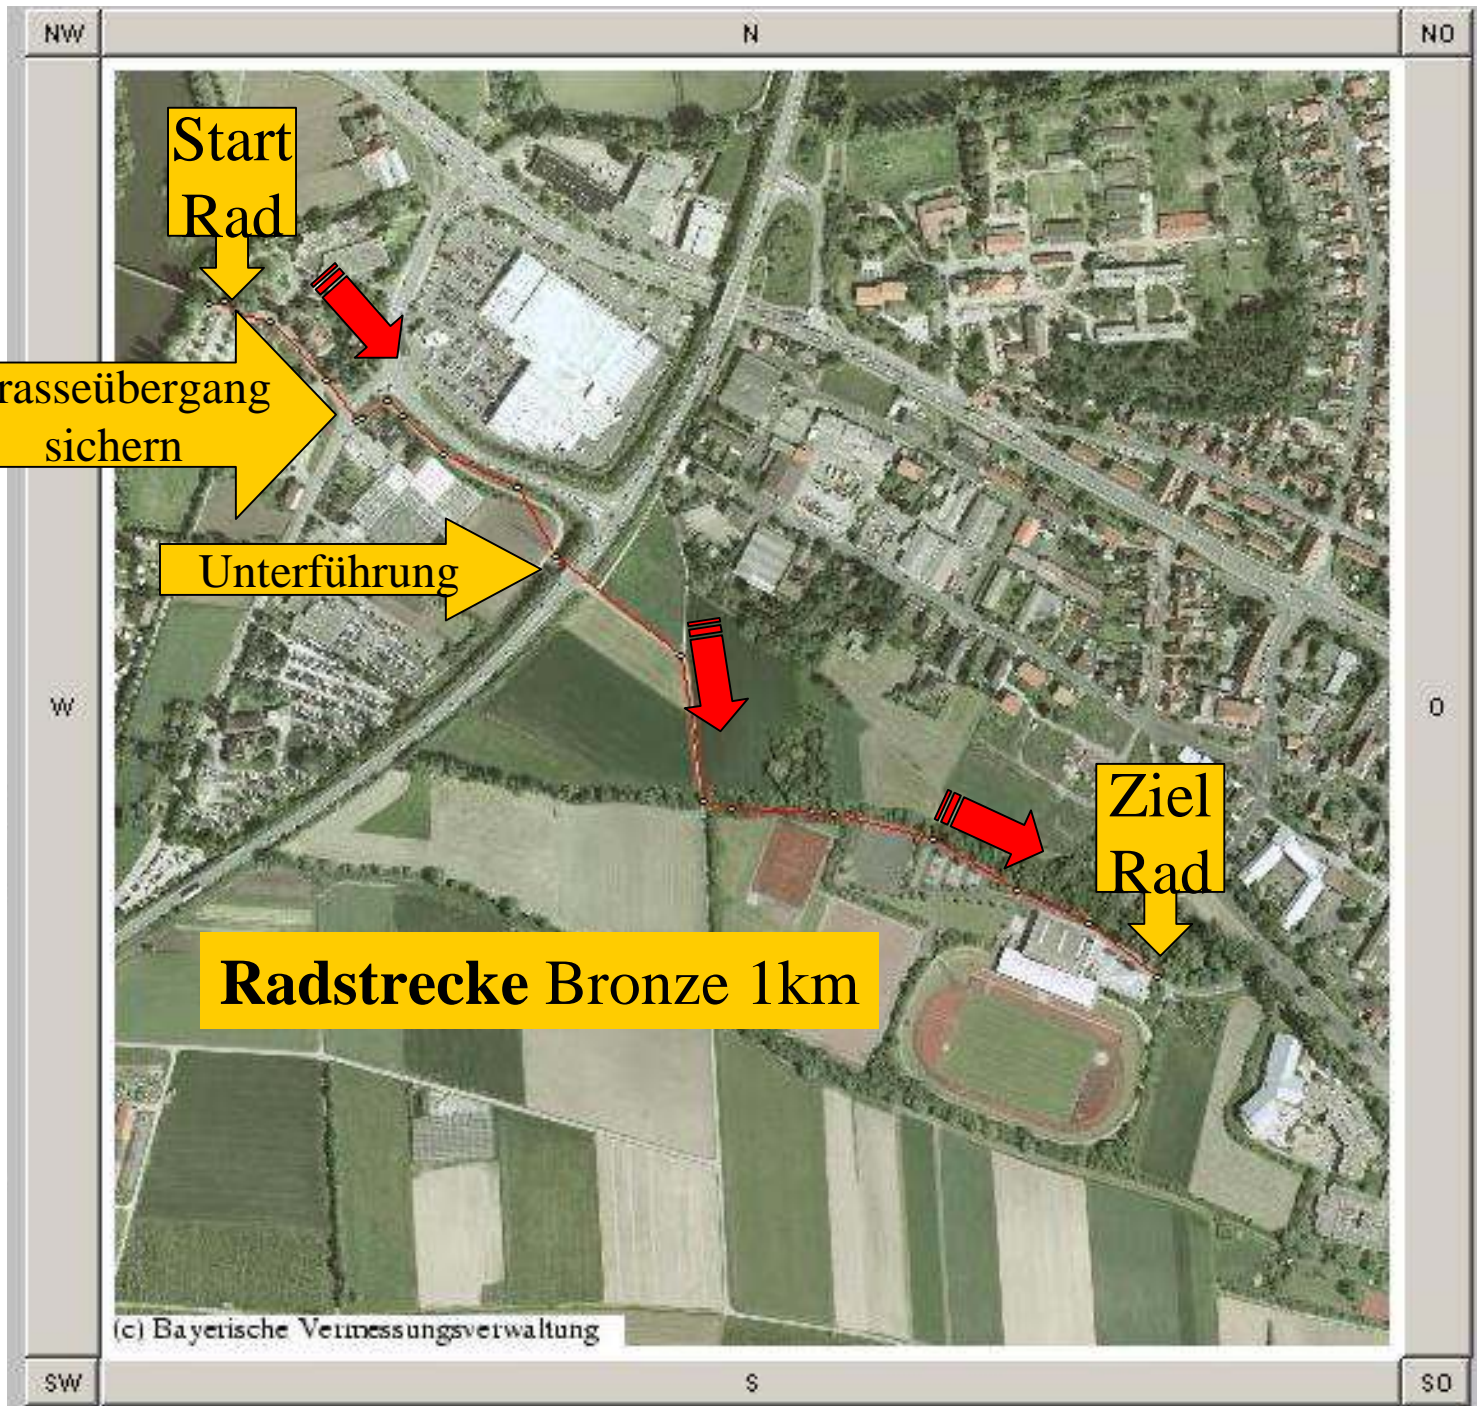 NW
N
NO
Start
Rad
rasseübergang
sichern
Unterführung
W
O
Ziel
Rad
Radstrecke Bronze 1km
(c) Bayerische Vermessungsverwaltung
SW
S
SO